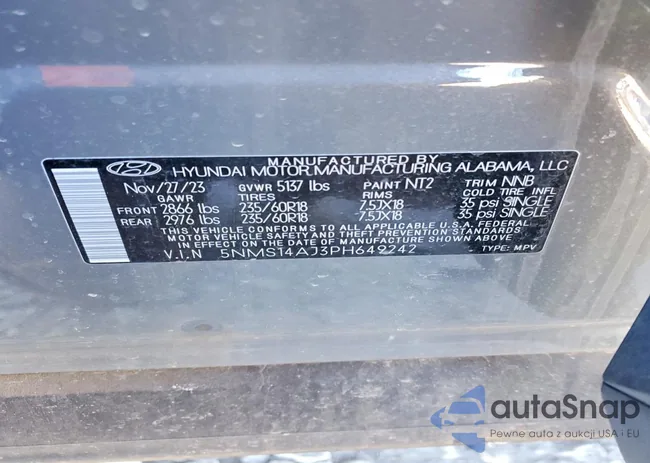 MANUFACTURED BY
HYUNDAI MOTOR MANUFACTURING ALABAMA, LLC
Nov/27/23 GVWR 5137 lbs PAINT NT2 TRIM NNB
GAWR TIRES RIMS COLD TIRE INFL
FRONT 2866 lbs 235/60R18 7.5JX18 35 psi SINGLE
REAR 2976 lbs 235/60R18 7.5JX18 35 psi SINGLE
THIS VEHICLE CONFORMS TO ALL APPLICABLE U.S.A. FEDERAL
MOTOR VEHICLE SAFETY AND THEFT PREVENTION STANDARDS
IN EFFECT ON THE DATE OF MANUFACTURE SHOWN ABOVE.
V.I.N 5NMS14AJ3PH649242 TYPE: MPV
autaSnap
Pewne auta z aukcji USA i EU